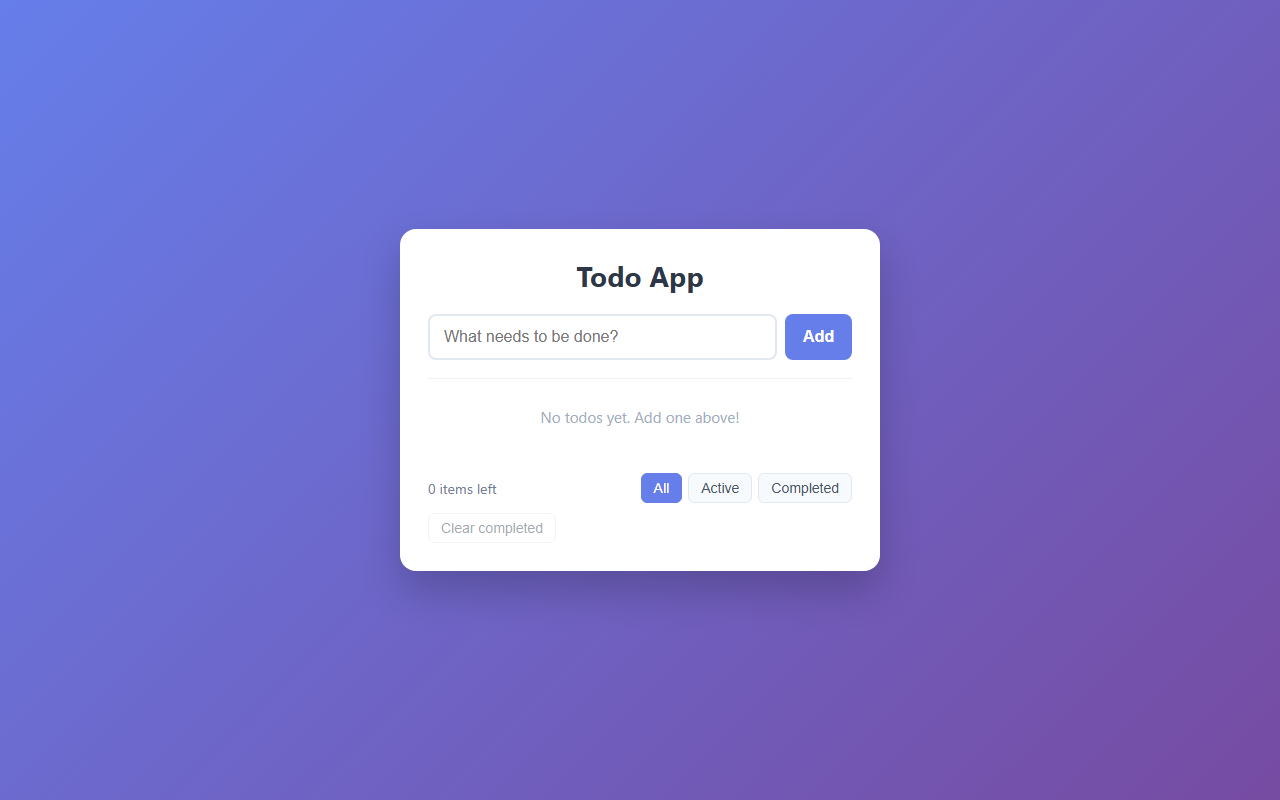 Todo App
What needs to be done?
Add
No todos yet. Add one above!
0 items left
All
Active
Completed
Clear completed